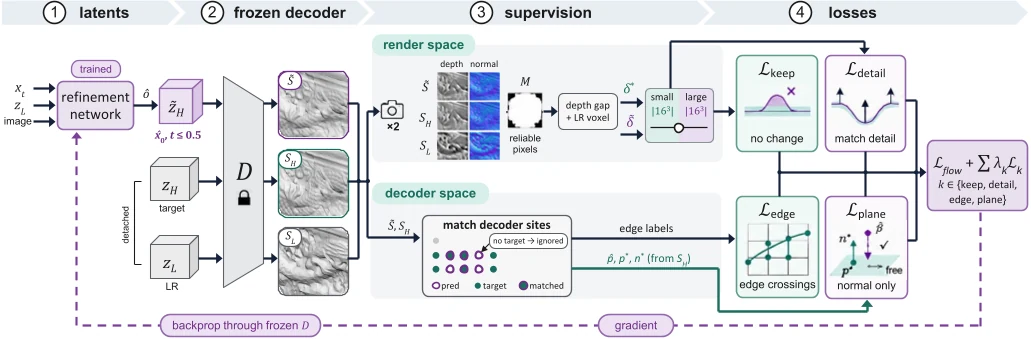 1 latents
2 frozen decoder
3 supervision
4 losses
trained
x_t
z_L
image
refinement
network
ô
z̃_H
x̂_0, t ≤ 0.5
detached
z_H
target
z_L
LR
D
S̃
S_H
S_L
render space
depth normal
S̃
S_H
S_L
×2
M
reliable
pixels
depth gap
+ LR voxel
δ*
δ̃
small large
|16³| |16³|
decoder space
S̃, S_H
match decoder sites
no target → ignored
pred target matched
edge labels
p̂, p*, n* (from S_H)
ℒ_keep
no change
ℒ_detail
match detail
ℒ_edge
edge crossings
ℒ_plane
n*
p̂
p*
free
normal only
ℒ_flow + ∑ λ_k ℒ_k
k ∈ {keep, detail,
edge, plane}
backprop through frozen D
gradient